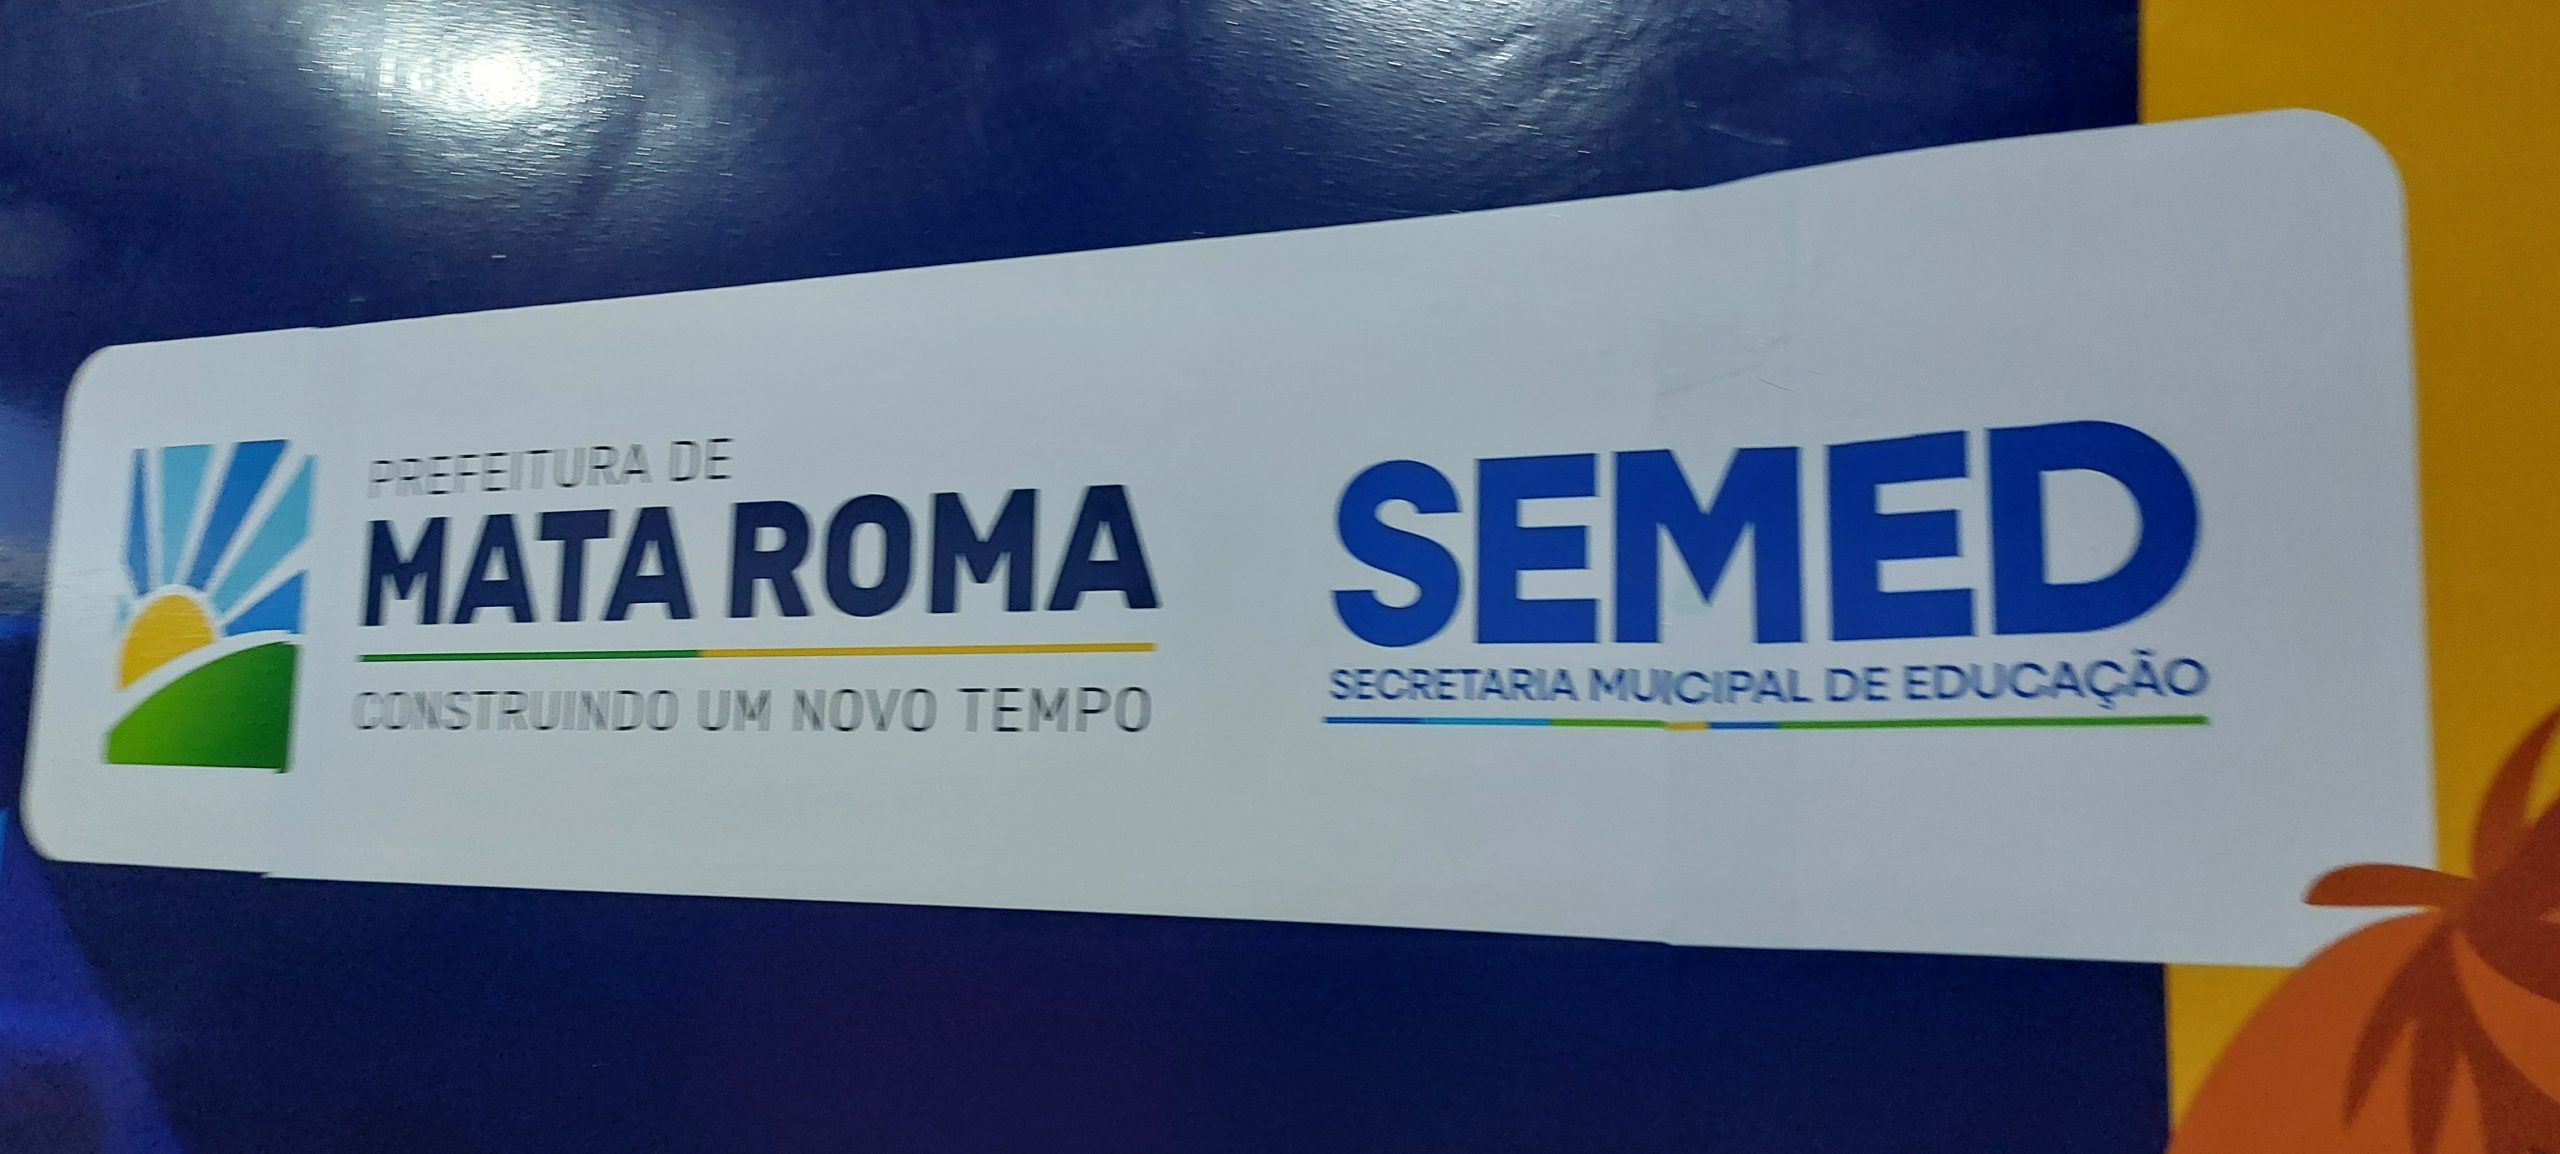 PREFEITURA DE
MATA ROMA
CONSTRUINDO UM NOVO TEMPO
SEMED
SECRETARIA MUICIPAL DE EDUCAÇÃO